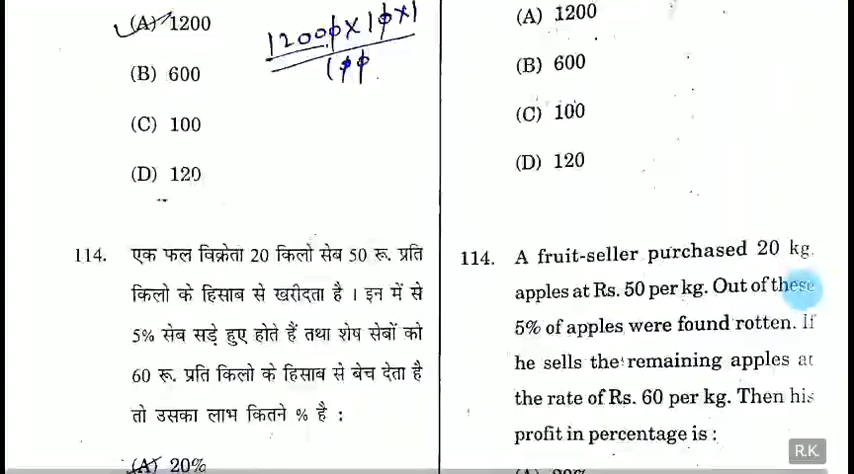 (A) 1200
(B) 600
(C) 100
(D) 120
12000 × 10 × 1
100
114. एक फल विक्रेता 20 किलो सेब 50 रू. प्रति
किलो के हिसाब से खरीदता है । इन में से
5% सेब सड़े हुए होते हैं तथा शेष सेबों को
60 रू. प्रति किलो के हिसाब से बेच देता है
तो उसका लाभ कितने % है :
(A) 20%
(A) 1200
(B) 600
(C) 100
(D) 120
114. A fruit-seller purchased 20 kg.
apples at Rs. 50 per kg. Out of these
5% of apples were found rotten. If
he sells the remaining apples at
the rate of Rs. 60 per kg. Then his
profit in percentage is :
R.K.